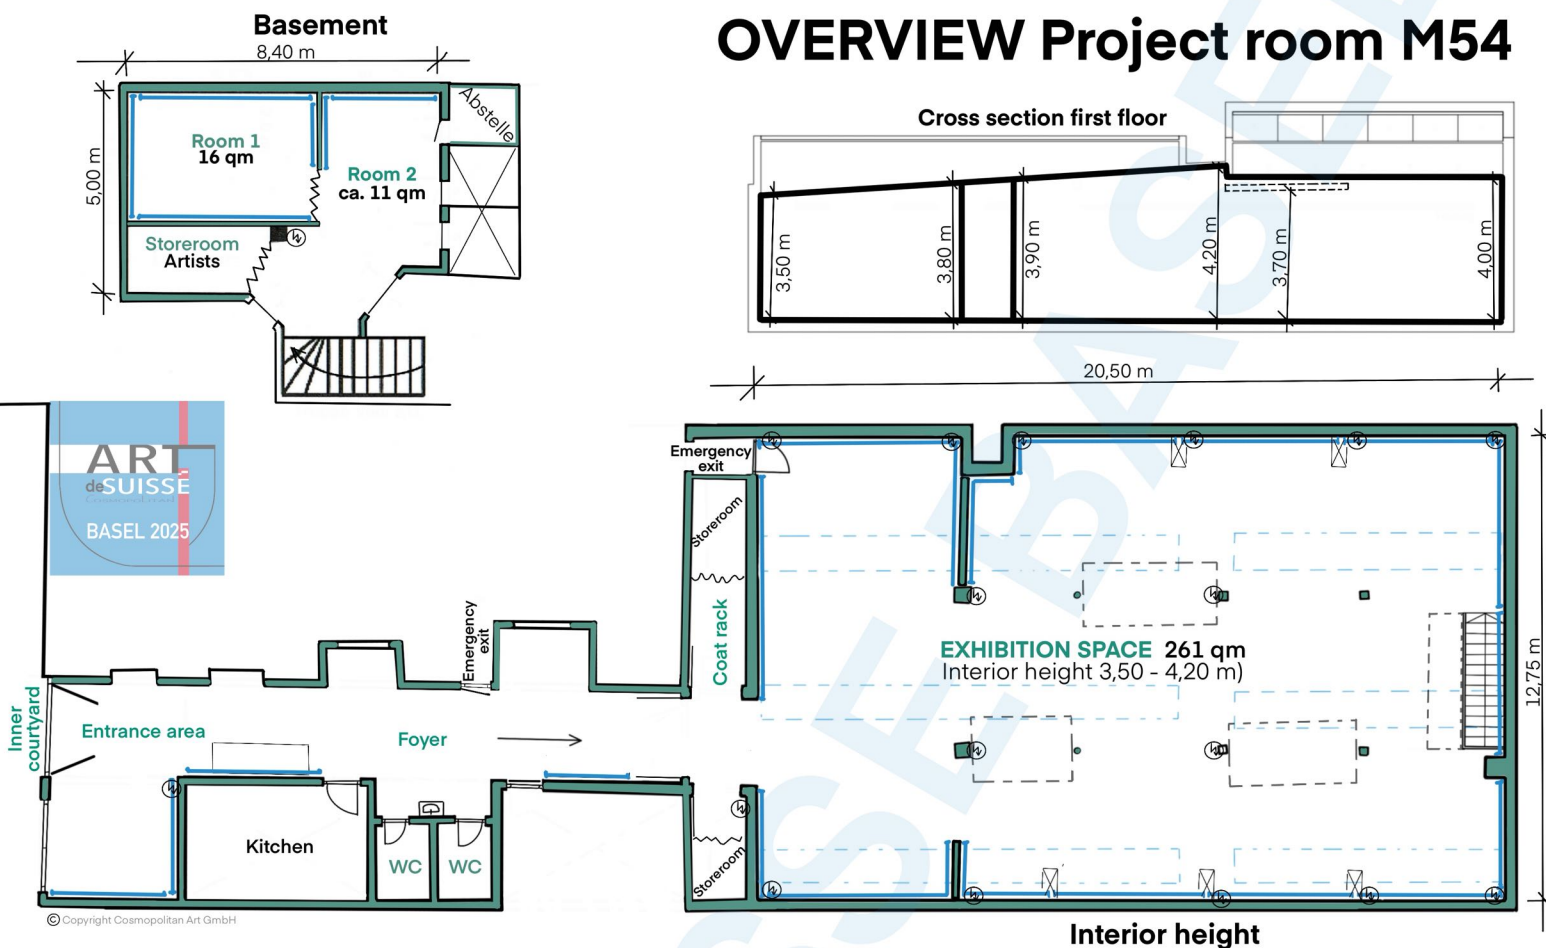 Basement
OVERVIEW Project room M54
8,40 m
Abstelle
Cross section first floor
Room 1
16 qm
5,00 m
Room 2
ca. 11 qm
Storeroom
Artists
3,50 m
3,80 m
3,90 m
4,20 m
3,70 m
4,00 m
20,50 m
ART
deSUISSE
BASEL 2025
Emergency
exit
Storeroom
Emergency
exit
Coat rack
EXHIBITION SPACE 261 qm
Interior height 3,50 - 4,20 m)
12,75 m
Inner
courtyard
Entrance area
Foyer
Kitchen
WC
WC
Storeroom
© Copyright Cosmopolitan Art GmbH
Interior height
SSE BASEL